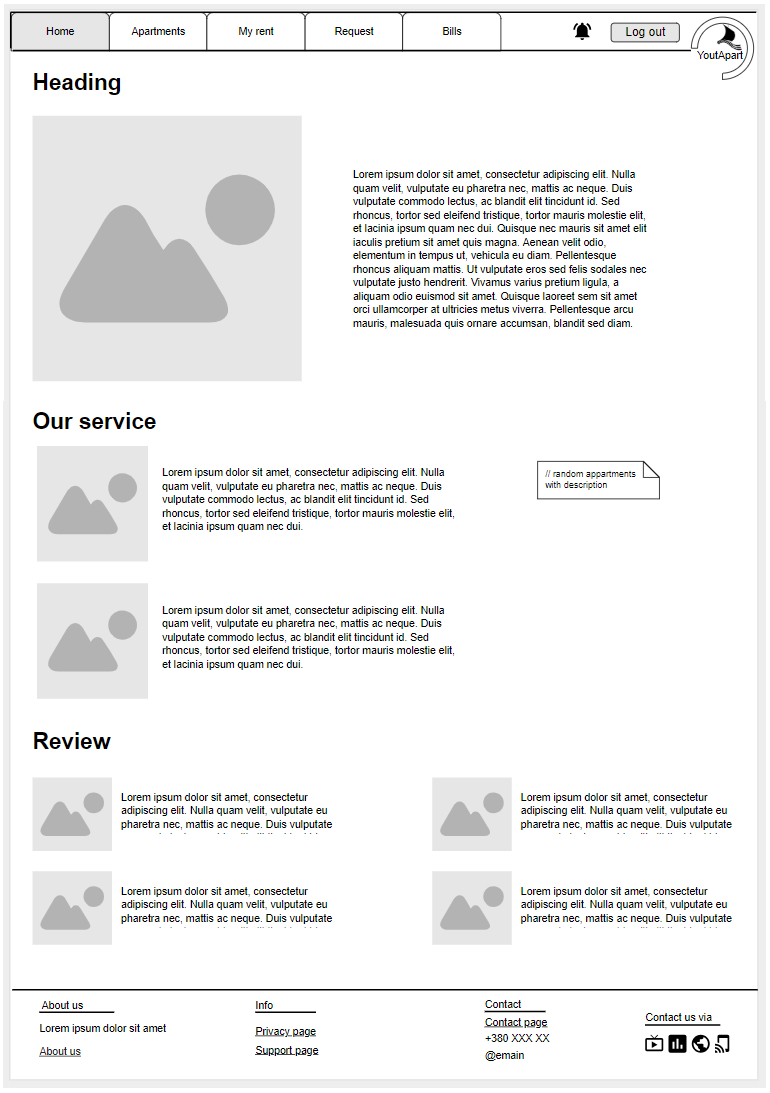 Home
Apartments
My rent
Request
Bills
Log out
YoutApart
Heading
Lorem ipsum dolor sit amet, consectetur adipiscing elit. Nulla
quam velit, vulputate eu pharetra nec, mattis ac neque. Duis
vulputate commodo lectus, ac blandit elit tincidunt id. Sed
rhoncus, tortor sed eleifend tristique, tortor mauris molestie elit,
et lacinia ipsum quam nec dui. Quisque nec mauris sit amet elit
iaculis pretium sit amet quis magna. Aenean velit odio,
elementum in tempus ut, vehicula eu diam. Pellentesque
rhoncus aliquam mattis. Ut vulputate eros sed felis sodales nec
vulputate justo hendrerit. Vivamus varius pretium ligula, a
aliquam odio euismod sit amet. Quisque laoreet sem sit amet
orci ullamcorper at ultricies metus viverra. Pellentesque arcu
mauris, malesuada quis ornare accumsan, blandit sed diam.
Our service
Lorem ipsum dolor sit amet, consectetur adipiscing elit. Nulla
quam velit, vulputate eu pharetra nec, mattis ac neque. Duis
vulputate commodo lectus, ac blandit elit tincidunt id. Sed
rhoncus, tortor sed eleifend tristique, tortor mauris molestie elit,
et lacinia ipsum quam nec dui.
// random appartments
with description
Lorem ipsum dolor sit amet, consectetur adipiscing elit. Nulla
quam velit, vulputate eu pharetra nec, mattis ac neque. Duis
vulputate commodo lectus, ac blandit elit tincidunt id. Sed
rhoncus, tortor sed eleifend tristique, tortor mauris molestie elit,
et lacinia ipsum quam nec dui.
Review
Lorem ipsum dolor sit amet, consectetur
adipiscing elit. Nulla quam velit, vulputate eu
pharetra nec, mattis ac neque. Duis vulputate
Lorem ipsum dolor sit amet, consectetur
adipiscing elit. Nulla quam velit, vulputate eu
pharetra nec, mattis ac neque. Duis vulputate
Lorem ipsum dolor sit amet, consectetur
adipiscing elit. Nulla quam velit, vulputate eu
pharetra nec, mattis ac neque. Duis vulputate
Lorem ipsum dolor sit amet, consectetur
adipiscing elit. Nulla quam velit, vulputate eu
pharetra nec, mattis ac neque. Duis vulputate
About us
Lorem ipsum dolor sit amet
About us
Info
Privacy page
Support page
Contact
Contact page
+380 XXX XX
@emain
Contact us via